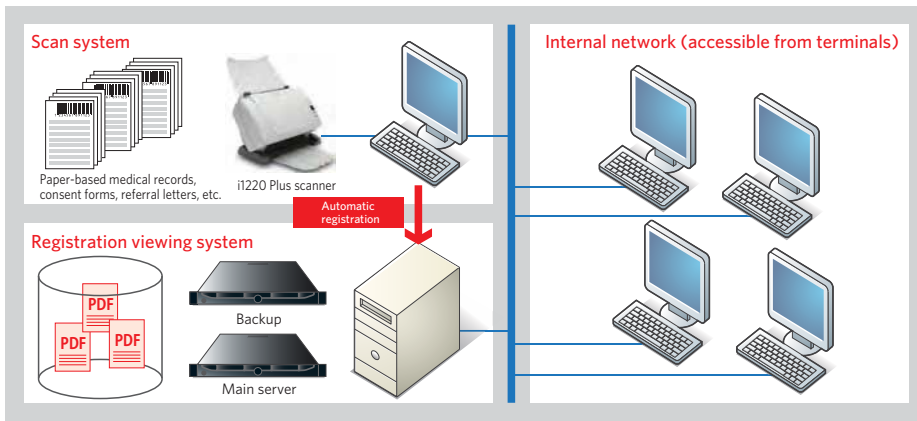 Scan system
Paper-based medical records,
consent forms, referral letters, etc.
i1220 Plus scanner
Automatic
registration
Registration viewing system
PDF
PDF
PDF
Backup
Main server
Internal network (accessible from terminals)